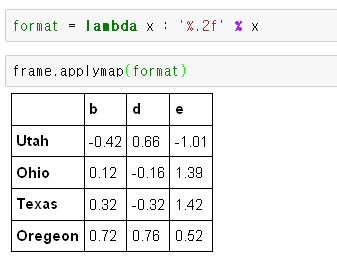 format = lambda x : '%.2f' % x
frame.applymap(format)
b d e
Utah -0.42 0.66 -1.01
Ohio 0.12 -0.16 1.39
Texas 0.32 -0.32 1.42
Oregeon 0.72 0.76 0.52